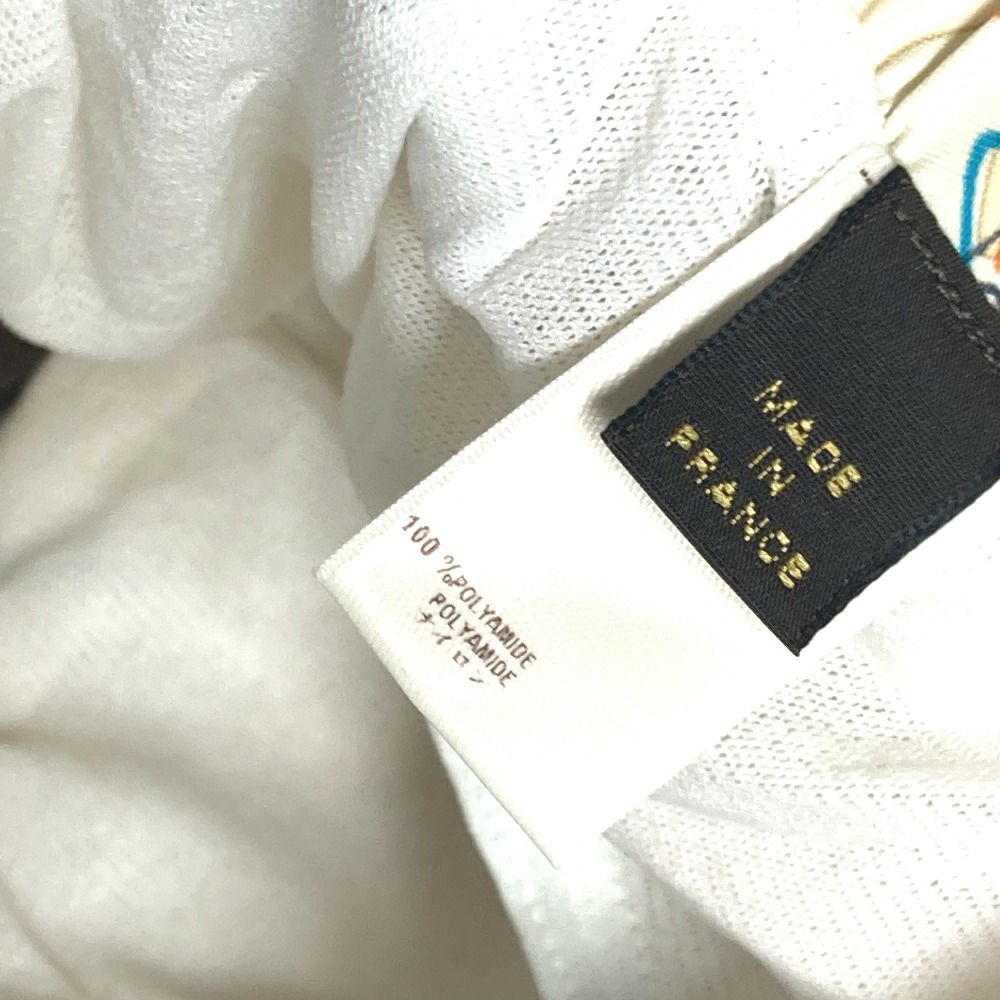 MADE
IN
FRANCE
100 %POLYAMIDE
POLYAMIDE
ナイロン